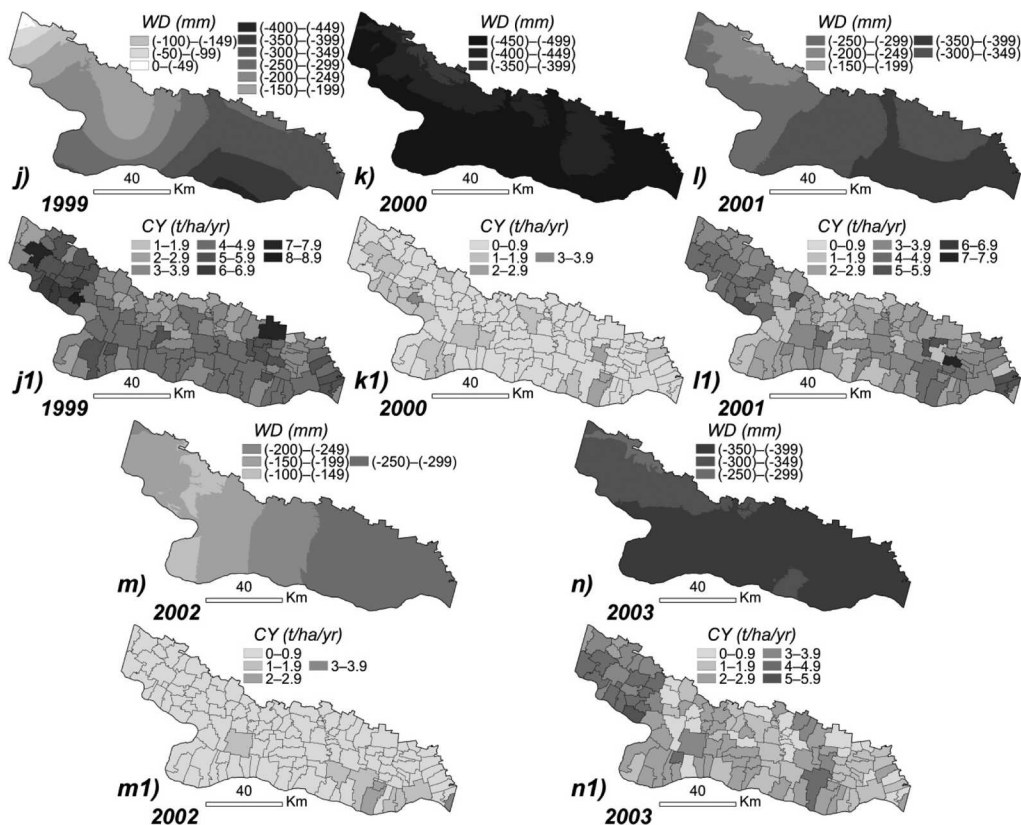 WD (mm)
(-100)–(-149)
(-50)–(-99)
0–(-49)
(-400)–(-449)
(-350)–(-399)
(-300)–(-349)
(-250)–(-299)
(-200)–(-249)
(-150)–(-199)
40
Km
j)
1999
WD (mm)
(-450)–(-499)
(-400)–(-449)
(-350)–(-399)
40
Km
k)
2000
WD (mm)
(-250)–(-299)
(-200)–(-249)
(-150)–(-199)
(-350)–(-399)
(-300)–(-349)
40
Km
l)
2001
CY (t/ha/yr)
1–1.9
2–2.9
3–3.9
4–4.9
5–5.9
6–6.9
7–7.9
8–8.9
40
Km
j1)
1999
CY (t/ha/yr)
0–0.9
1–1.9
2–2.9
3–3.9
40
Km
k1)
2000
CY (t/ha/yr)
0–0.9
1–1.9
2–2.9
3–3.9
4–4.9
5–5.9
6–6.9
7–7.9
40
Km
l1)
2001
WD (mm)
(-200)–(-249)
(-150)–(-199)
(-100)–(-149)
(-250)–(-299)
40
Km
m)
2002
WD (mm)
(-350)–(-399)
(-300)–(-349)
(-250)–(-299)
40
Km
n)
2003
CY (t/ha/yr)
0–0.9
1–1.9
2–2.9
3–3.9
40
Km
m1)
2002
CY (t/ha/yr)
0–0.9
1–1.9
2–2.9
3–3.9
4–4.9
5–5.9
40
Km
n1)
2003